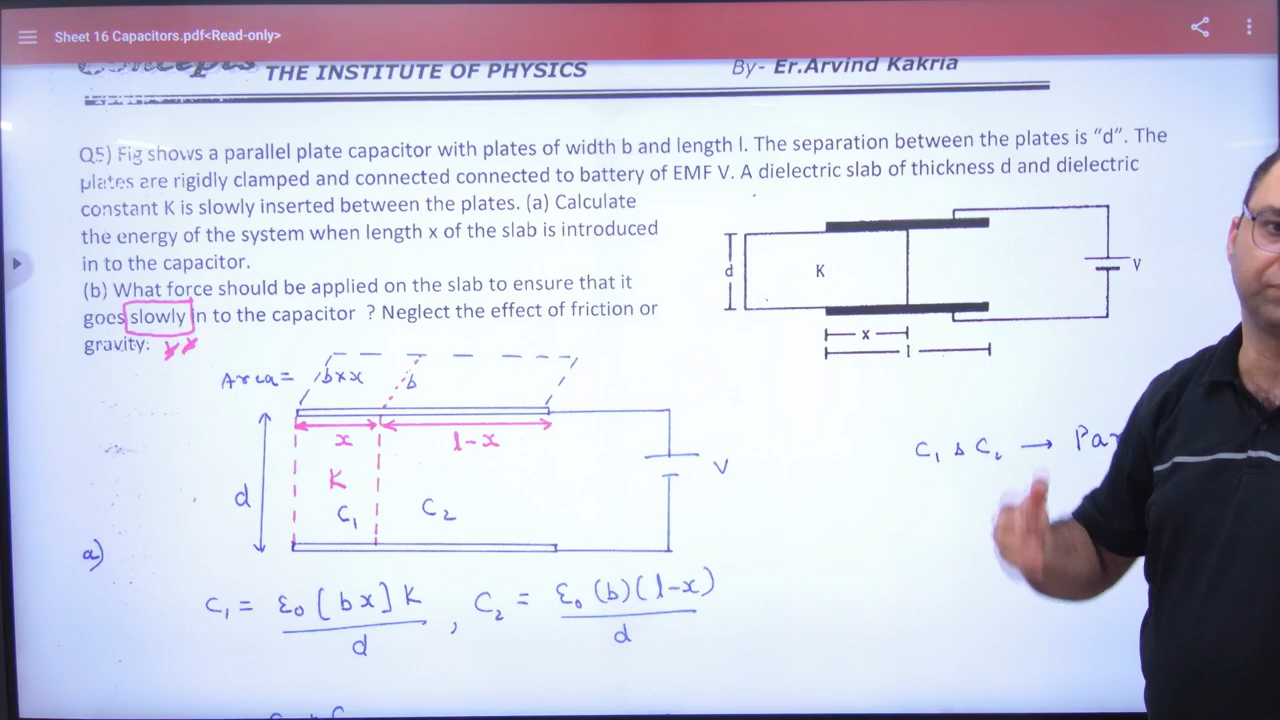 Sheet 16 Capacitors.pdf<Read-only>
Concepts THE INSTITUTE OF PHYSICS By- Er.Arvind Kakria
Q5) Fig shows a parallel plate capacitor with plates of width b and length l. The separation between the plates is “d”. The
plates are rigidly clamped and connected connected to battery of EMF V. A dielectric slab of thickness d and dielectric
constant K is slowly inserted between the plates. (a) Calculate
the energy of the system when length x of the slab is introduced
in to the capacitor.
(b) What force should be applied on the slab to ensure that it
goes slowly in to the capacitor ? Neglect the effect of friction or
gravity.
d K V
x
l
Area = b×x b
x l-x
K
d C₁ C₂ V
C₁ & C₂ → Par
a)
C₁ = ε₀ [bx] K / d , C₂ = ε₀ (b) (l-x) / d